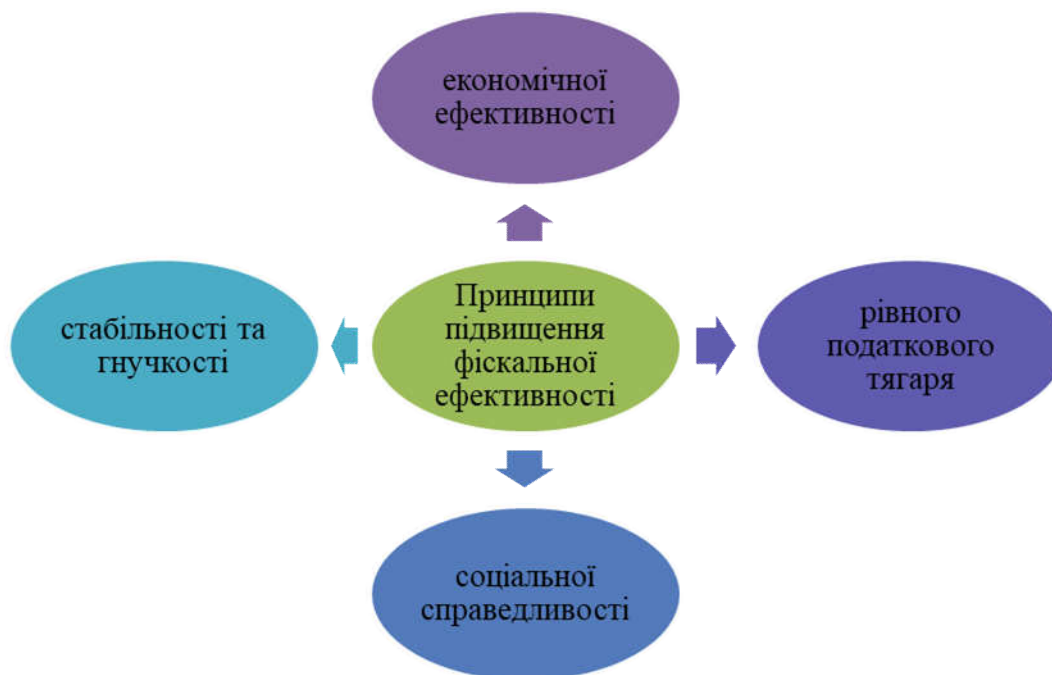 економічної
ефективності
стабільності та
гнучкості
Принципи
підвищення
фіскальної
ефективності
рівного
податкового
тягаря
соціальної
справедливості